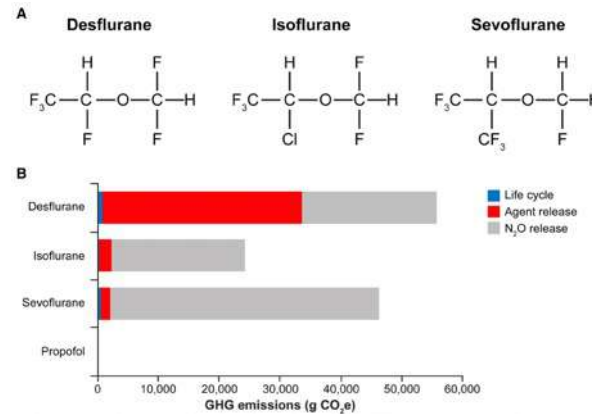 A
Desflurane
Isoflurane
Sevoflurane
H F
F₃C — C — O — C — H
F F
H F
F₃C — C — O — C — H
Cl F
H H
F₃C — C — O — C — H
CF₃ F
B
Desflurane
Isoflurane
Sevoflurane
Propofol
Life cycle
Agent release
N₂O release
0 10,000 20,000 30,000 40,000 50,000 60,000
GHG emissions (g CO₂e)